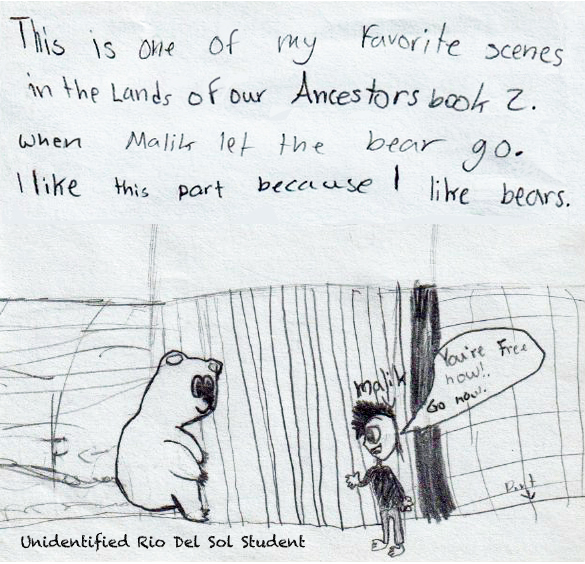 This is one of my Favorite scenes
in the Lands of our Ancestors book 2.
when Malik let the bear go.
I like this part because I like bears.
malik
You're Free
now!.
Go now!.
Unidentified Rio Del Sol Student